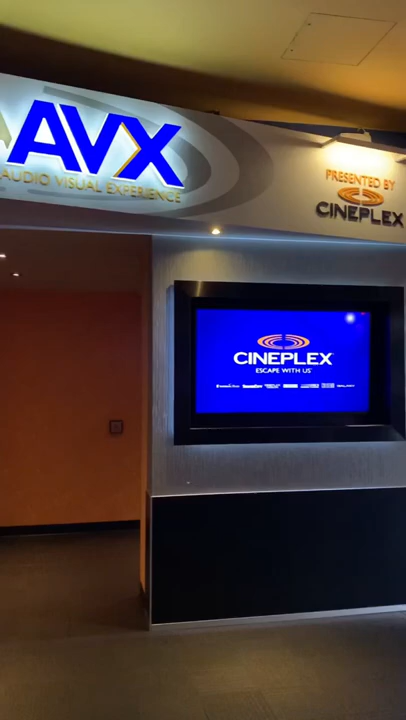 AVX
AUDIO VISUAL EXPERIENCE
PRESENTED BY
CINEPLEX
CINEPLEX
ESCAPE WITH US